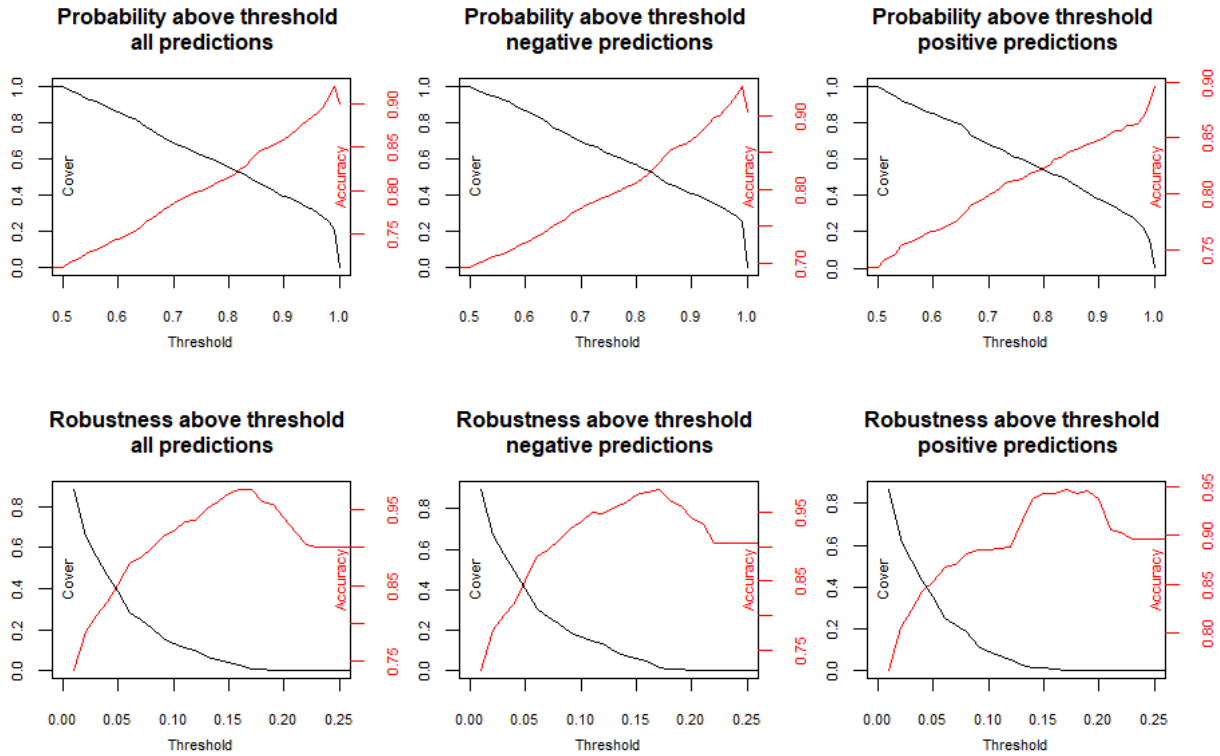 Probability above threshold
all predictions
1.0
0.8
0.6
0.4
0.2
0.0
Cover
0.90
0.85
0.80
0.75
Accuracy
0.5 0.6 0.7 0.8 0.9 1.0
Threshold
Probability above threshold
negative predictions
1.0
0.8
0.6
0.4
0.2
0.0
Cover
0.90
0.80
0.70
Accuracy
0.5 0.6 0.7 0.8 0.9 1.0
Threshold
Probability above threshold
positive predictions
1.0
0.8
0.6
0.4
0.2
0.0
Cover
0.90
0.85
0.80
0.75
Accuracy
0.5 0.6 0.7 0.8 0.9 1.0
Threshold
Robustness above threshold
all predictions
0.8
0.6
0.4
0.2
0.0
Cover
0.95
0.85
0.75
Accuracy
0.00 0.05 0.10 0.15 0.20 0.25
Threshold
Robustness above threshold
negative predictions
0.8
0.6
0.4
0.2
0.0
Cover
0.95
0.85
0.75
Accuracy
0.00 0.05 0.10 0.15 0.20 0.25
Threshold
Robustness above threshold
positive predictions
0.8
0.6
0.4
0.2
0.0
Cover
0.95
0.90
0.85
0.80
Accuracy
0.00 0.05 0.10 0.15 0.20 0.25
Threshold